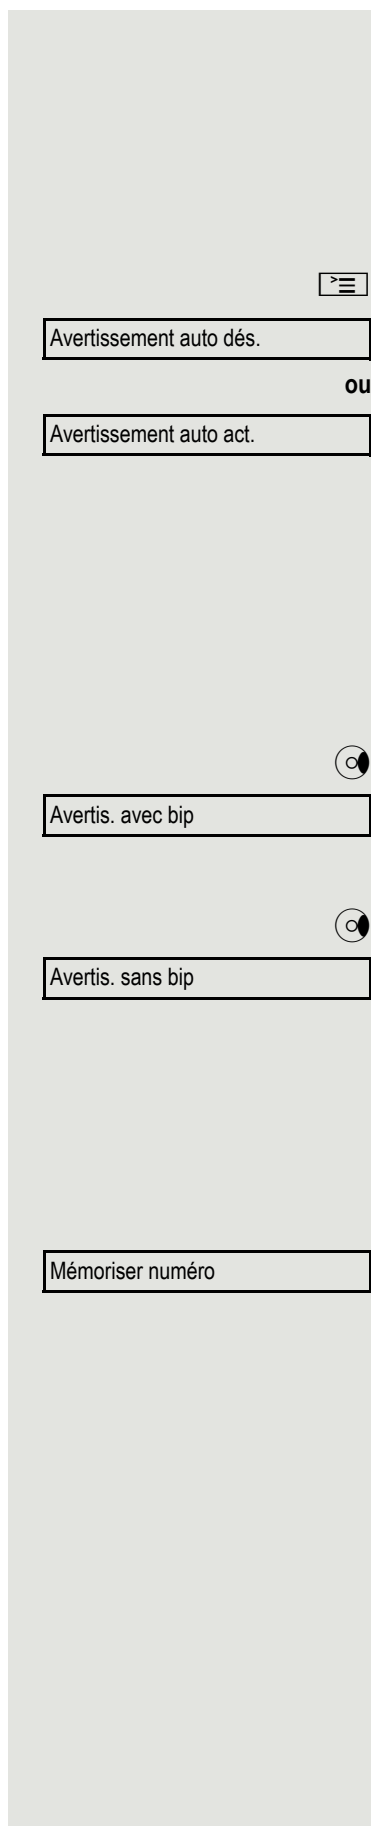 Avertissement auto dés.
ou
Avertissement auto act.
Avertis. avec bip
Avertis. sans bip
Mémoriser numéro